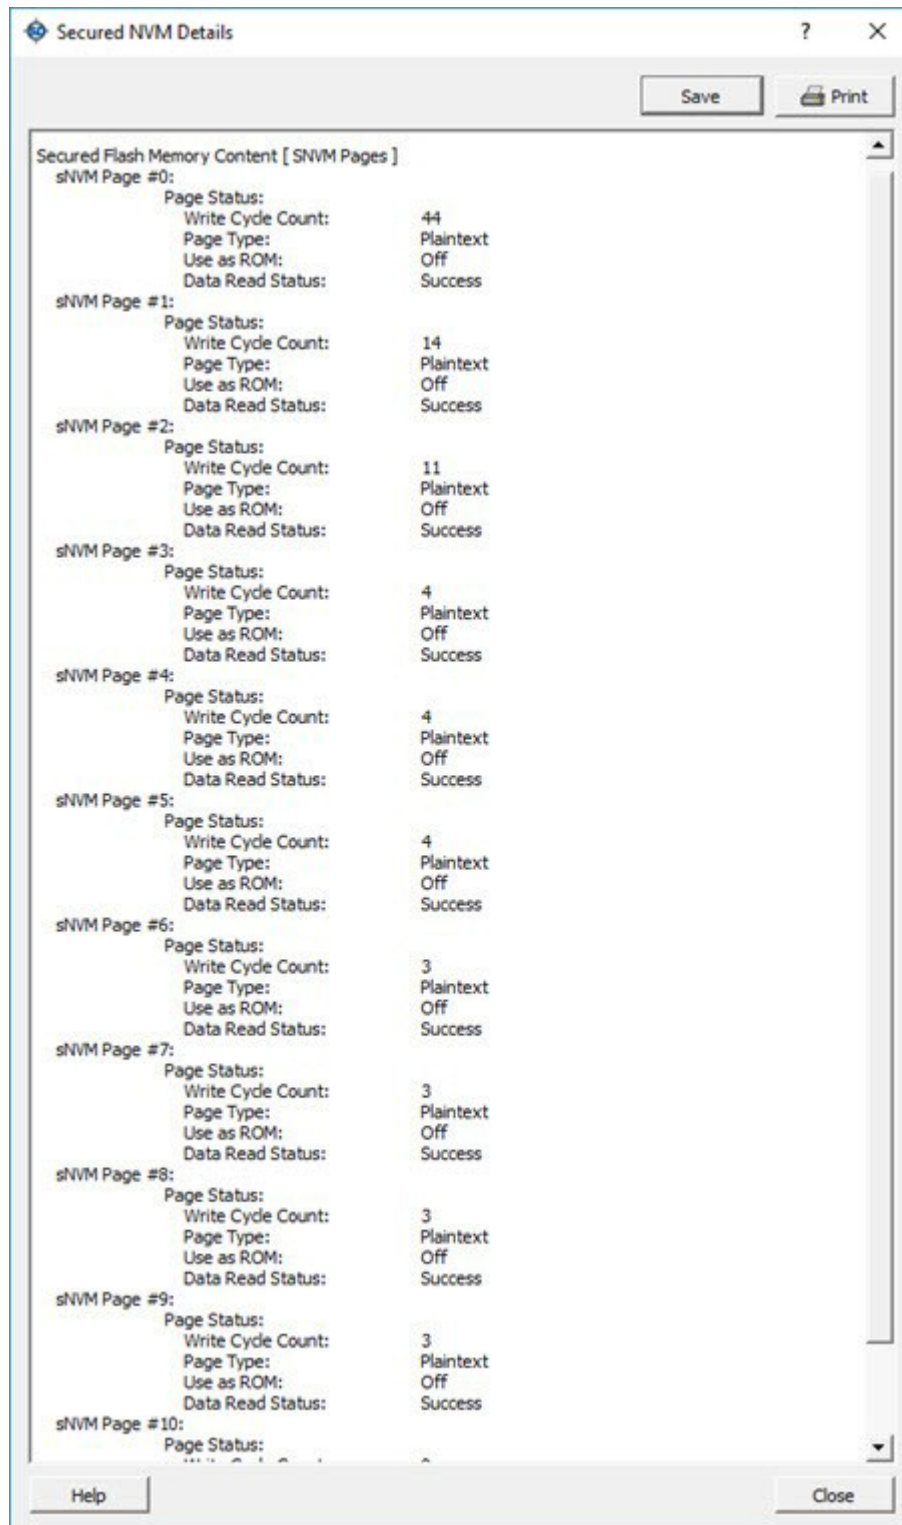 Secured NVM Details
Save
Print
Secured Flash Memory Content [ SNVM Pages ]
sNVM Page #0:
Page Status:
Write Cycle Count: 44
Page Type: Plaintext
Use as ROM: Off
Data Read Status: Success
sNVM Page #1:
Page Status:
Write Cycle Count: 14
Page Type: Plaintext
Use as ROM: Off
Data Read Status: Success
sNVM Page #2:
Page Status:
Write Cycle Count: 11
Page Type: Plaintext
Use as ROM: Off
Data Read Status: Success
sNVM Page #3:
Page Status:
Write Cycle Count: 4
Page Type: Plaintext
Use as ROM: Off
Data Read Status: Success
sNVM Page #4:
Page Status:
Write Cycle Count: 4
Page Type: Plaintext
Use as ROM: Off
Data Read Status: Success
sNVM Page #5:
Page Status:
Write Cycle Count: 4
Page Type: Plaintext
Use as ROM: Off
Data Read Status: Success
sNVM Page #6:
Page Status:
Write Cycle Count: 3
Page Type: Plaintext
Use as ROM: Off
Data Read Status: Success
sNVM Page #7:
Page Status:
Write Cycle Count: 3
Page Type: Plaintext
Use as ROM: Off
Data Read Status: Success
sNVM Page #8:
Page Status:
Write Cycle Count: 3
Page Type: Plaintext
Use as ROM: Off
Data Read Status: Success
sNVM Page #9:
Page Status:
Write Cycle Count: 3
Page Type: Plaintext
Use as ROM: Off
Data Read Status: Success
sNVM Page #10:
Page Status:
Help
Close